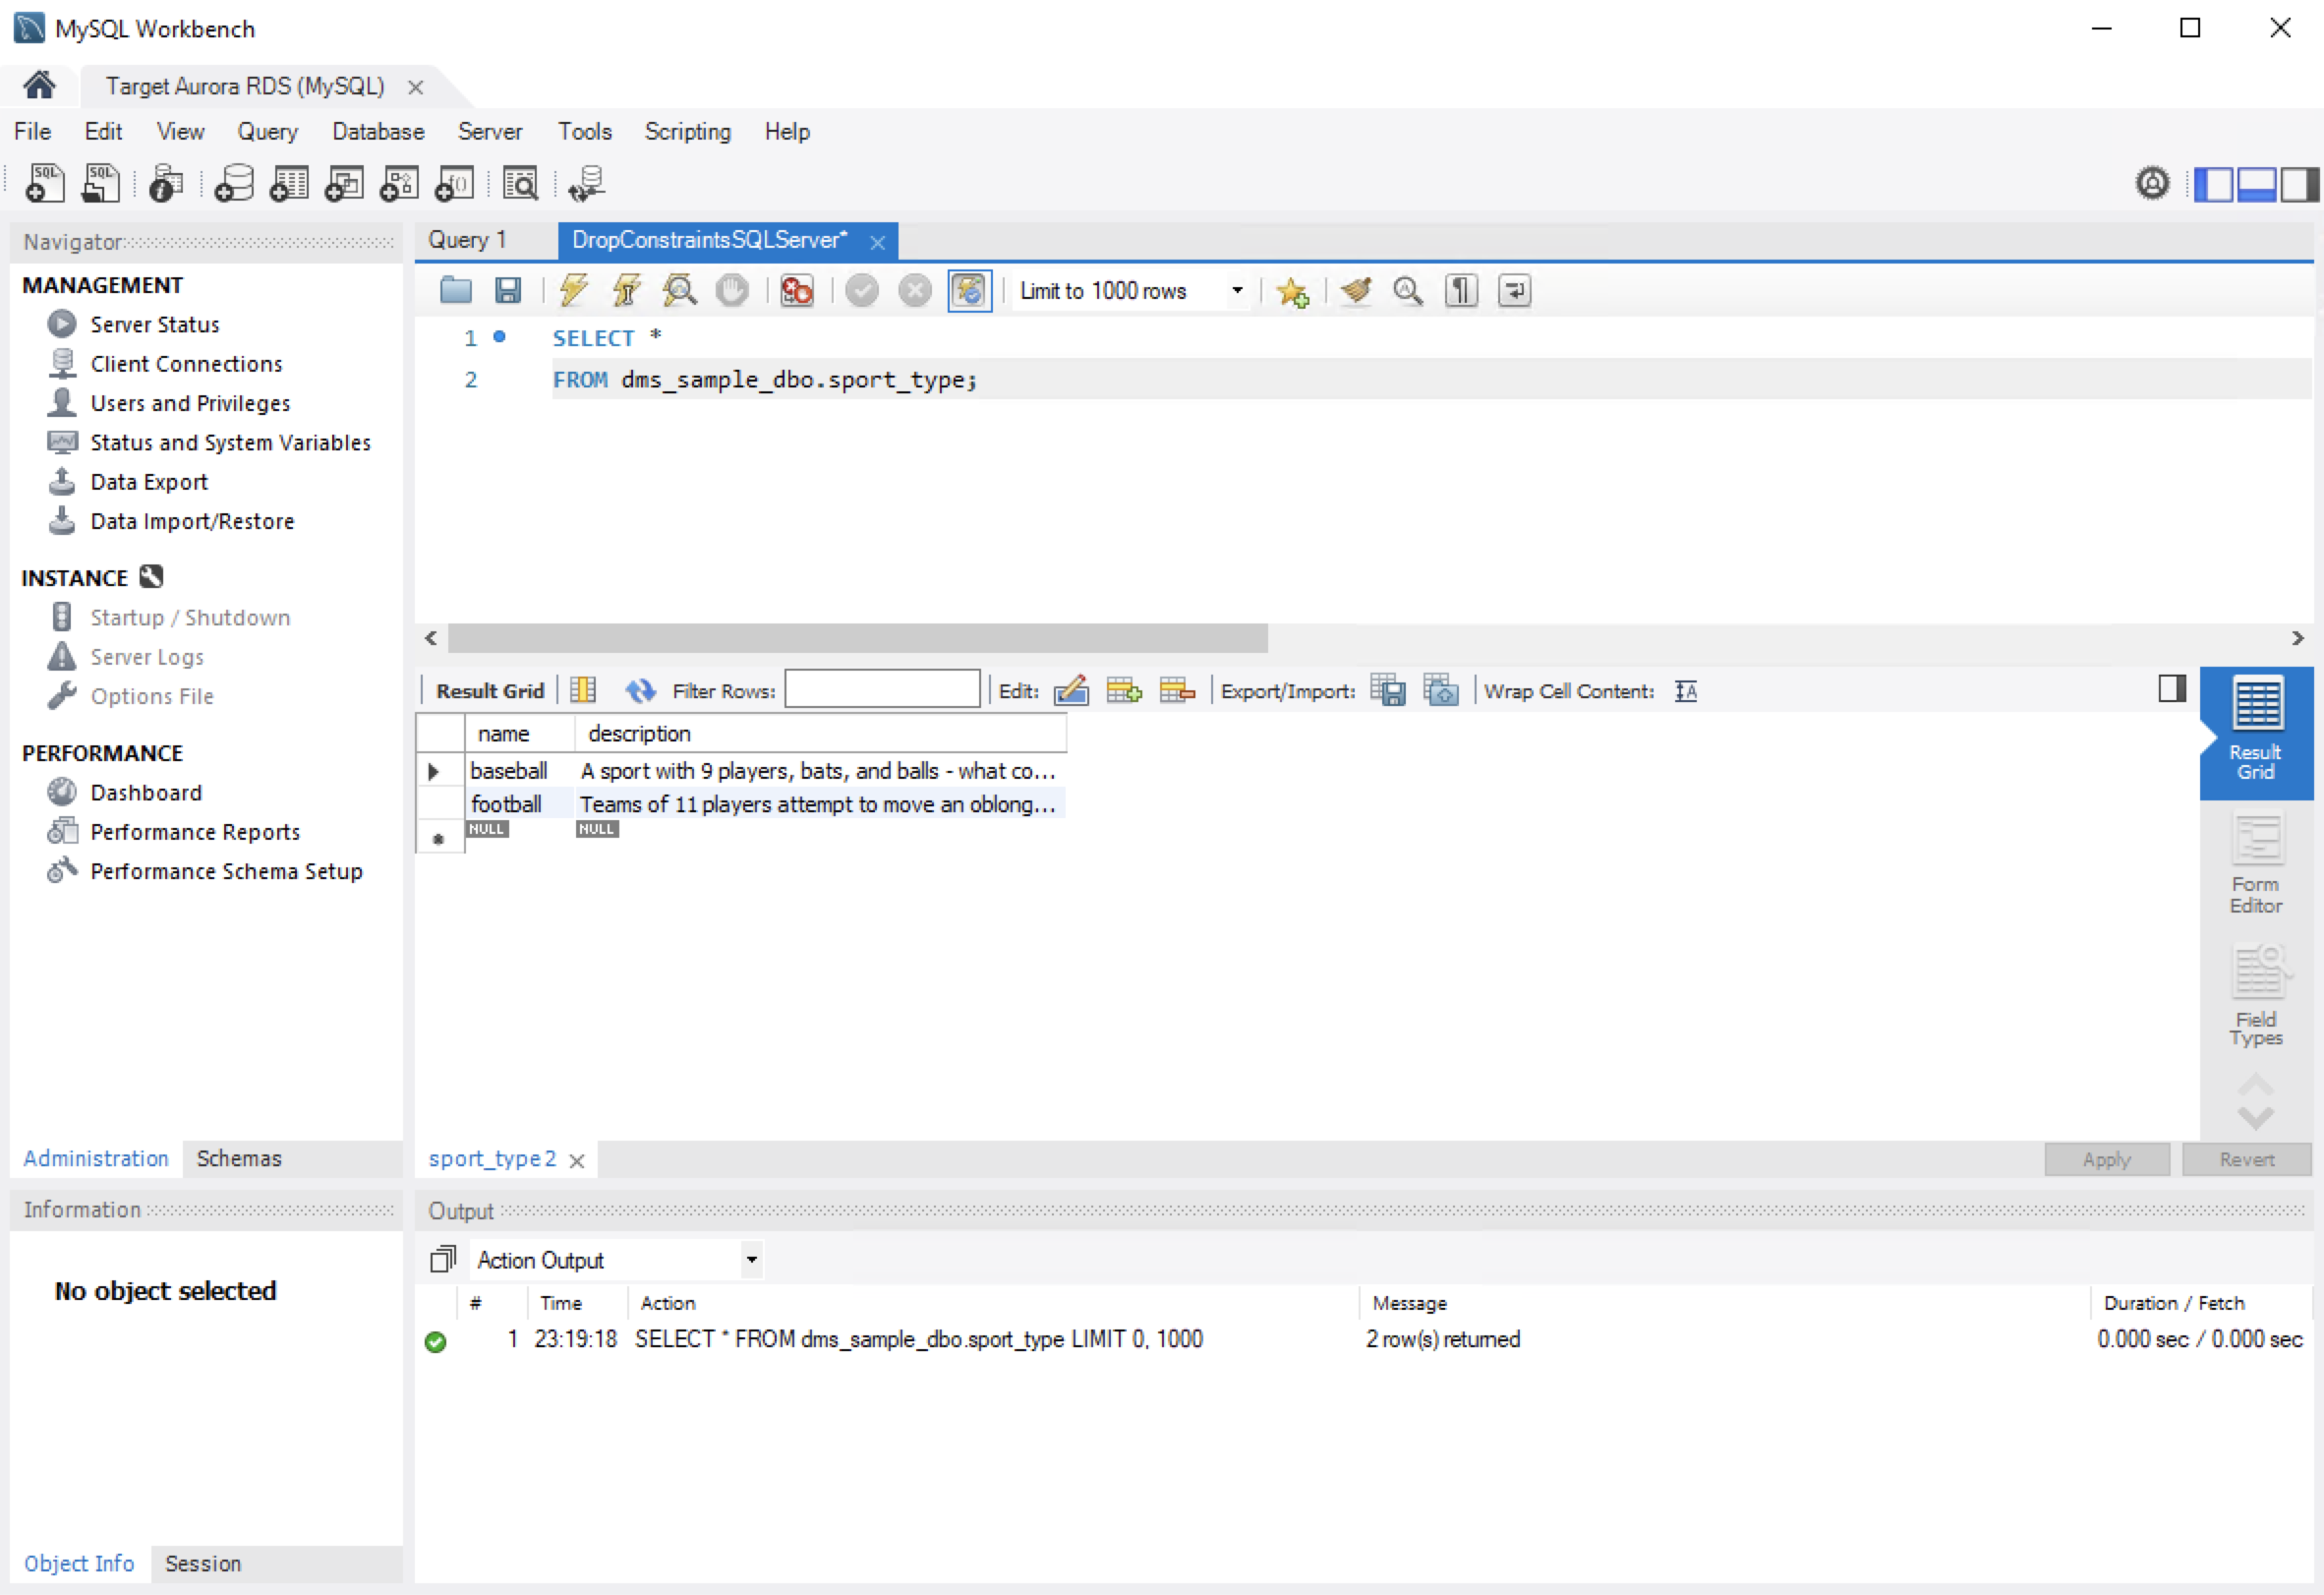 MySQL Workbench
Target Aurora RDS (MySQL)
File Edit View Query Database Server Tools Scripting Help
Navigator
MANAGEMENT
Server Status
Client Connections
Users and Privileges
Status and System Variables
Data Export
Data Import/Restore
INSTANCE
Startup / Shutdown
Server Logs
Options File
PERFORMANCE
Dashboard
Performance Reports
Performance Schema Setup
Administration Schemas
Query 1 DropConstraintsSQLServer*
Limit to 1000 rows
1 SELECT *
2 FROM dms_sample_dbo.sport_type;
Result Grid Filter Rows: Edit: Export/Import: Wrap Cell Content:
name description
baseball A sport with 9 players, bats, and balls - what co...
football Teams of 11 players attempt to move an oblong...
NULL NULL
Result
Grid
Form
Editor
Field
Types
sport_type 2
Apply Revert
Information
No object selected
Object Info Session
Output
Action Output
# Time Action Message Duration / Fetch
1 23:19:18 SELECT * FROM dms_sample_dbo.sport_type LIMIT 0, 1000 2 row(s) returned 0.000 sec / 0.000 sec